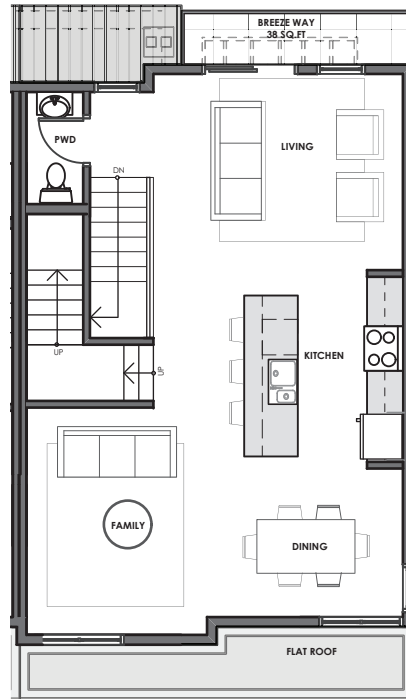 BREEZE WAY
38 SQ.FT
PWD
LIVING
DN
UP
UP
KITCHEN
FAMILY
DINING
FLAT ROOF